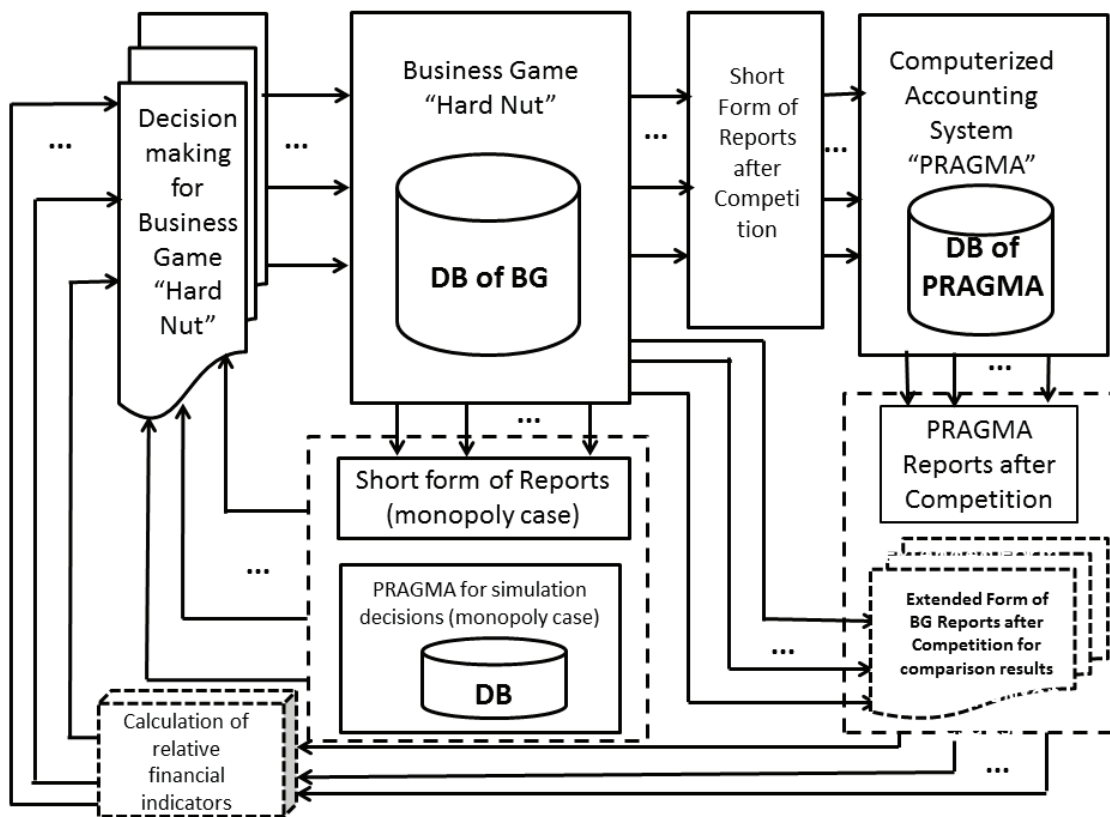 Decision
making for
Business
Game
“Hard
Nut”
...
...
Business Game
“Hard Nut”
DB of BG
...
Short
Form of
Reports
after
Competi
tion
...
Computerized
Accounting
System
“PRAGMA”
DB of
PRAGMA
...
...
Short form of Reports
(monopoly case)
PRAGMA for simulation
decisions (monopoly case)
DB
...
PRAGMA
Reports after
Competition
Extended Form of
BG Reports after
Competition for
comparison results
...
Calculation of
relative
financial
indicators
...